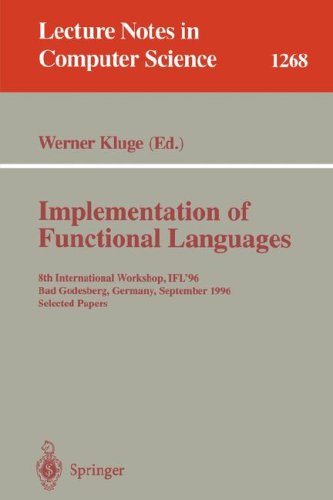 Lecture Notes in
Computer Science 1268
Werner Kluge (Ed.)
Implementation of
Functional Languages
8th International Workshop, IFL'96
Bad Godesberg, Germany, September 1996
Selected Papers
Springer